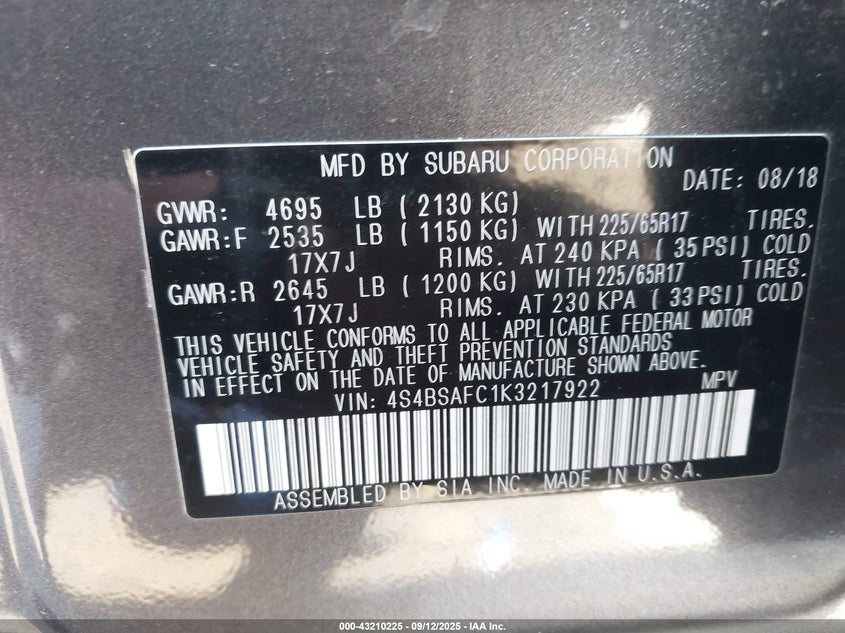 MFD BY SUBARU CORPORATION
DATE: 08/18
GVWR: 4695 LB ( 2130 KG)
GAWR:F 2535 LB ( 1150 KG) WITH 225/65R17 TIRES.
17X7J RIMS. AT 240 KPA ( 35 PSI) COLD
GAWR:R 2645 LB ( 1200 KG) WITH 225/65R17 TIRES.
17X7J RIMS. AT 230 KPA ( 33 PSI) COLD
THIS VEHICLE CONFORMS TO ALL APPLICABLE FEDERAL MOTOR
VEHICLE SAFETY AND THEFT PREVENTION STANDARDS
IN EFFECT ON THE DATE OF MANUFACTURE SHOWN ABOVE.
VIN: 4S4BSAFC1K3217922 MPV
ASSEMBLED BY SIA INC. MADE IN U.S.A.
000-43210225 - 09/12/2025 - IAA Inc.